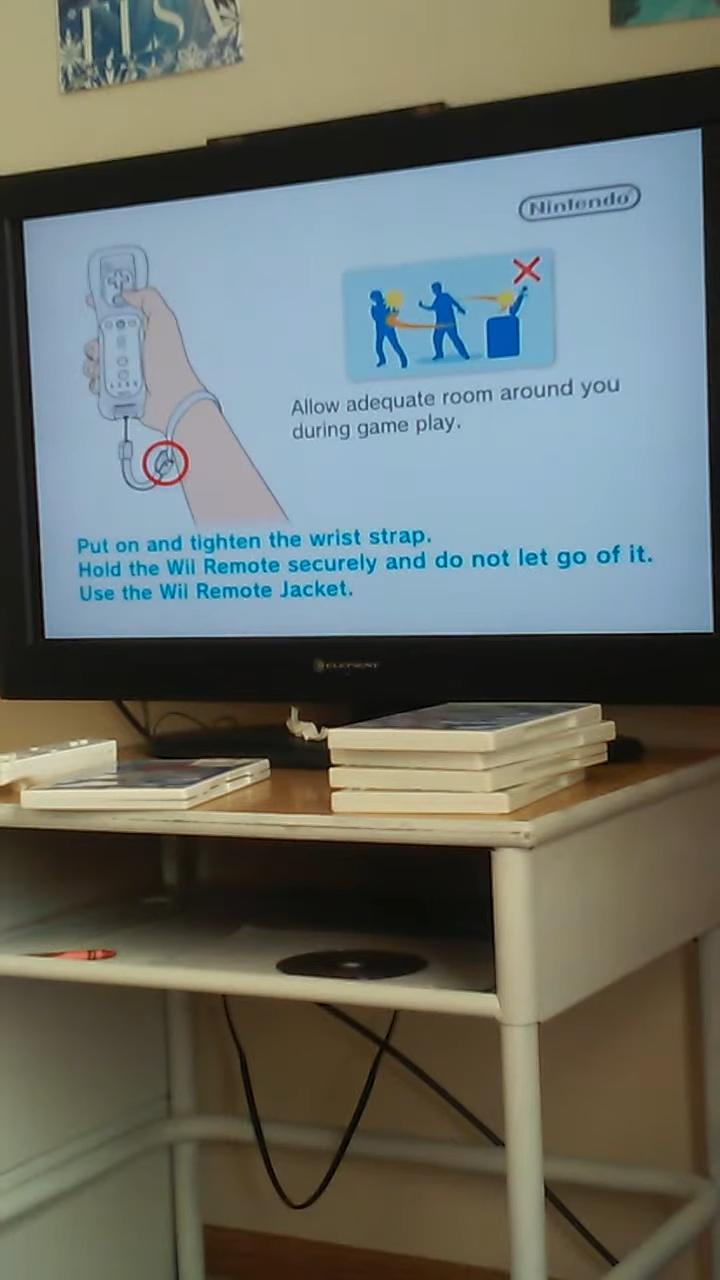 Nintendo
Allow adequate room around you
during game play.
Put on and tighten the wrist strap.
Hold the Wii Remote securely and do not let go of it.
Use the Wii Remote Jacket.
ELEMENT